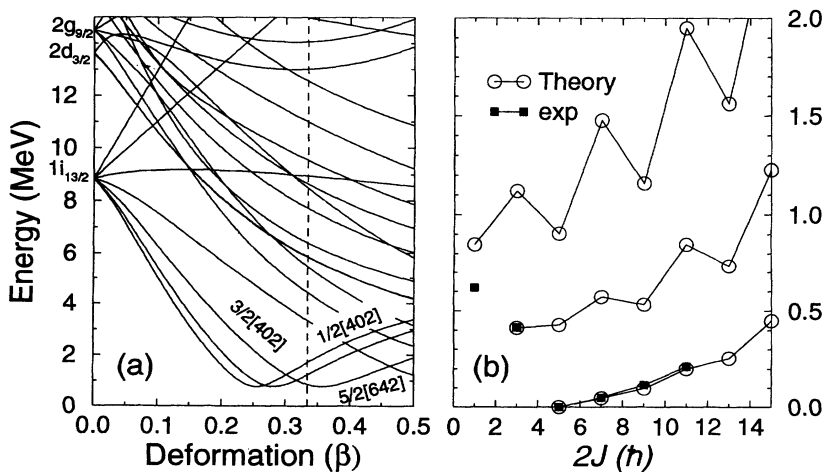 2g9/2
2d3/2
12
10
1i13/2
8
6
4
2
0
Energy (MeV)
3/2[402]
1/2[402]
5/2[642]
(a)
0.0 0.1 0.2 0.3 0.4 0.5
Deformation (β)
Theory
exp
(b)
2.0
1.5
1.0
0.5
0.0
0 2 4 6 8 10 12 14
2J (ħ)